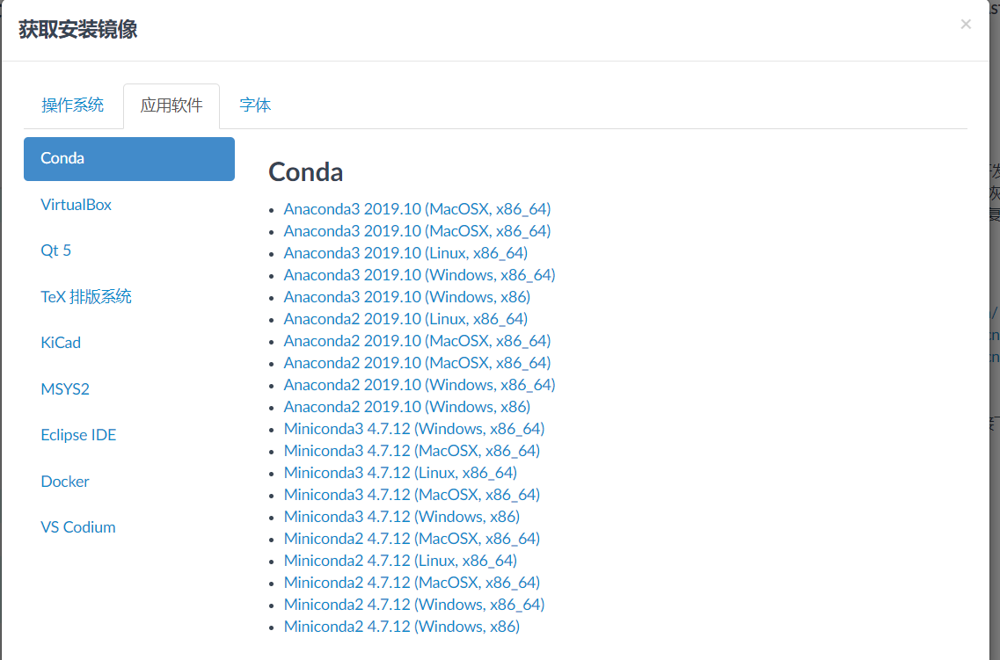 获取安装镜像
×
操作系统
应用软件
字体
Conda
VirtualBox
Qt 5
TeX 排版系统
KiCad
MSYS2
Eclipse IDE
Docker
VS Codium
Conda
Anaconda3 2019.10 (MacOSX, x86_64)
Anaconda3 2019.10 (MacOSX, x86_64)
Anaconda3 2019.10 (Linux, x86_64)
Anaconda3 2019.10 (Windows, x86_64)
Anaconda3 2019.10 (Windows, x86)
Anaconda2 2019.10 (Linux, x86_64)
Anaconda2 2019.10 (MacOSX, x86_64)
Anaconda2 2019.10 (MacOSX, x86_64)
Anaconda2 2019.10 (Windows, x86_64)
Anaconda2 2019.10 (Windows, x86)
Miniconda3 4.7.12 (Windows, x86_64)
Miniconda3 4.7.12 (MacOSX, x86_64)
Miniconda3 4.7.12 (Linux, x86_64)
Miniconda3 4.7.12 (MacOSX, x86_64)
Miniconda3 4.7.12 (Windows, x86)
Miniconda2 4.7.12 (MacOSX, x86_64)
Miniconda2 4.7.12 (Linux, x86_64)
Miniconda2 4.7.12 (MacOSX, x86_64)
Miniconda2 4.7.12 (Windows, x86_64)
Miniconda2 4.7.12 (Windows, x86)